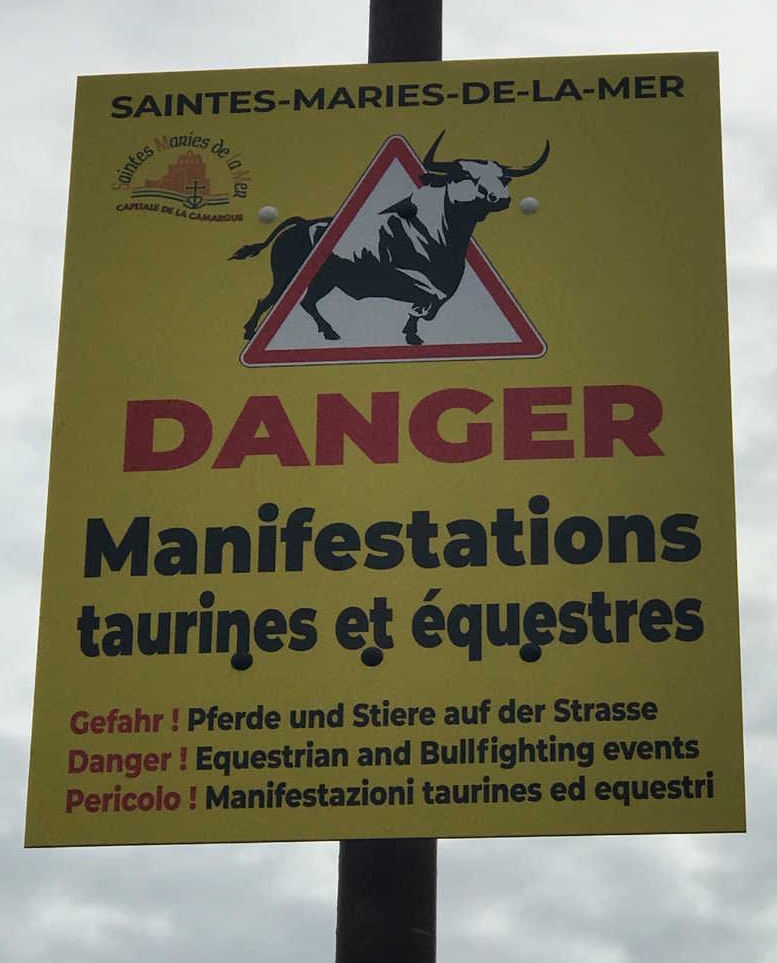 SAINTES-MARIES-DE-LA-MER
Saintes Maries de la Mer
CAPITALE DE LA CAMARGUE
DANGER
Manifestations
taurines et équestres
Gefahr ! Pferde und Stiere auf der Strasse
Danger ! Equestrian and Bullfighting events
Pericolo ! Manifestazioni taurines ed equestri